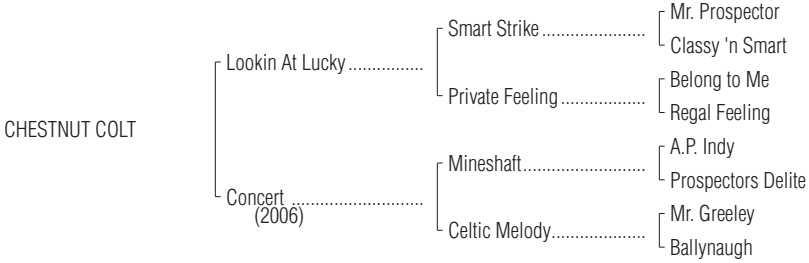 Mr. Prospector
Smart Strike ......................
Classy 'n Smart
Lookin At Lucky ................
Belong to Me
Private Feeling ..................
Regal Feeling
CHESTNUT COLT
A.P. Indy
Mineshaft..........................
Prospectors Delite
Concert ............................
(2006)
Mr. Greeley
Celtic Melody....................
Ballynaugh